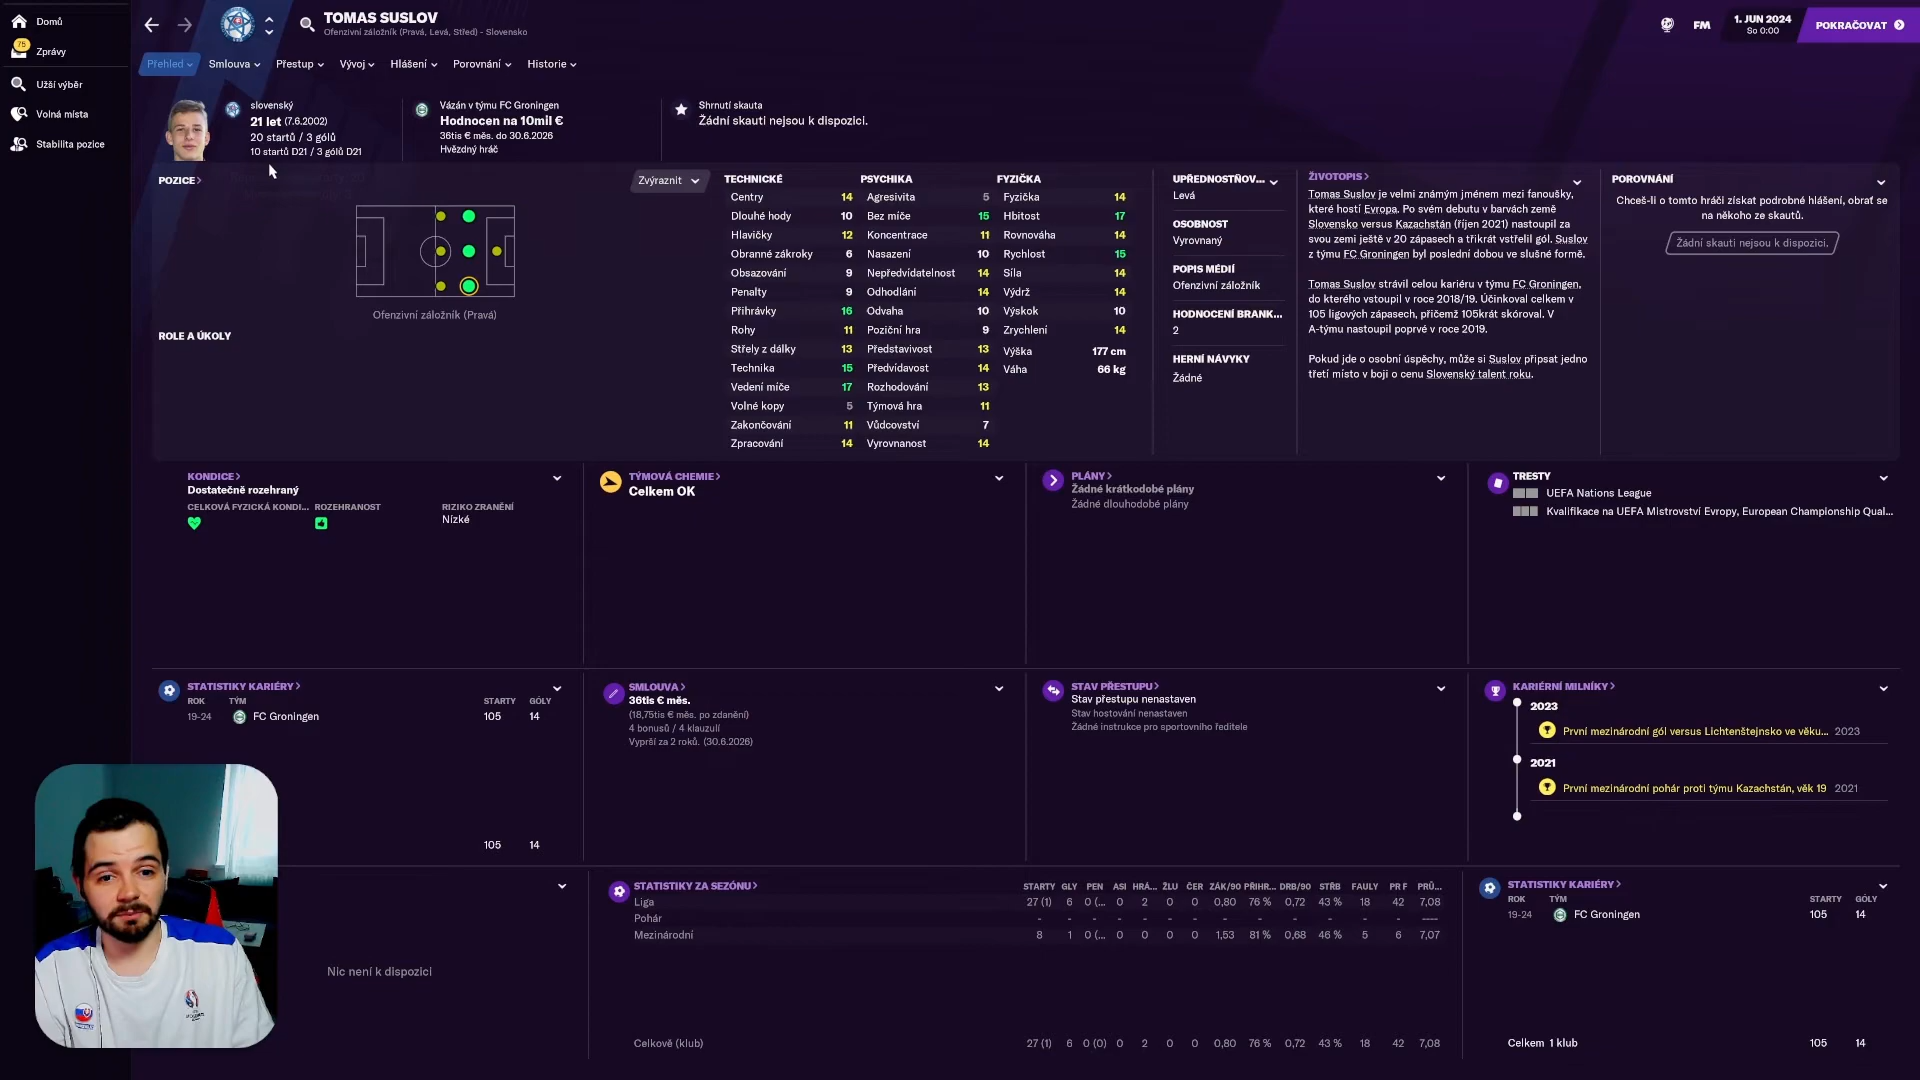 Domů
75
Zprávy
Užší výběr
Volná místa
Stabilita pozice
TOMAS SUSLOV
Ofenzivní záložník (Pravá, Levá, Střed) - Slovensko
FM
1. JUN 2024
So 0:00
POKRAČOVAT
Přehled
Smlouva
Přestup
Vývoj
Hlášení
Porovnání
Historie
slovenský
21 let (7.6.2002)
20 startů / 3 gólů
10 startů D21 / 3 gólů D21
Vázán v týmu FC Groningen
Hodnocen na 10mil €
36tis € měs. do 30.6.2026
Hvězdný hráč
Shrnutí skauta
Žádní skauti nejsou k dispozici.
POZICE
Zvýraznit
Ofenzivní záložník (Pravá)
ROLE A ÚKOLY
TECHNICKÉ
Centry 14
Dlouhé hody 10
Hlavičky 12
Obranné zákroky 6
Obsazování 9
Penalty 9
Přihrávky 16
Rohy 11
Střely z dálky 13
Technika 15
Vedení míče 17
Volné kopy 5
Zakončování 11
Zpracování 14
PSYCHIKA
Agresivita 5
Bez míče 15
Koncentrace 11
Nasazení 10
Nepředvídatelnost 14
Odhodlání 14
Odvaha 10
Poziční hra 9
Představivost 13
Předvídavost 14
Rozhodování 13
Týmová hra 11
Vůdcovství 7
Vyrovnanost 14
FYZIČKA
Fyzička 14
Hbitost 17
Rovnováha 14
Rychlost 15
Síla 14
Výdrž 14
Výskok 10
Zrychlení 14
Výška 177 cm
Váha 66 kg
UPŘEDNOSTŇOV...
Levá
OSOBNOST
Vyrovnaný
POPIS MÉDIÍ
Ofenzivní záložník
HODNOCENÍ BRANK...
2
HERNÍ NÁVYKY
Žádné
ŽIVOTOPIS
Tomas Suslov je velmi známým jménem mezi fanoušky,
které hostí Evropa. Po svém debutu v barvách země
Slovensko versus Kazachstán (říjen 2021) nastoupil za
svou zemi ještě v 20 zápasech a třikrát vstřelil gól. Suslov
z týmu FC Groningen byl poslední dobou ve slušné formě.
Tomas Suslov strávil celou kariéru v týmu FC Groningen,
do kterého vstoupil v roce 2018/19. Účinkoval celkem v
105 ligových zápasech, přičemž 105krát skóroval. V
A-týmu nastoupil poprvé v roce 2019.
Pokud jde o osobní úspěchy, může si Suslov připsat jedno
třetí místo v boji o cenu Slovenský talent roku.
POROVNÁNÍ
Chceš-li o tomto hráči získat podrobné hlášení, obrať se
na někoho ze skautů.
Žádní skauti nejsou k dispozici.
KONDICE
Dostatečně rozehraný
CELKOVÁ FYZICKÁ KONDI... ROZEHRANOST RIZIKO ZRANĚNÍ
Nízké
TÝMOVÁ CHEMIE
Celkem OK
PLÁNY
Žádné krátkodobé plány
Žádné dlouhodobé plány
TRESTY
UEFA Nations League
Kvalifikace na UEFA Mistrovství Evropy, European Championship Qual...
STATISTIKY KARIÉRY
ROK TÝM STARTY GÓLY
19-24 FC Groningen 105 14
105 14
SMLOUVA
36tis € měs.
(18,75tis € měs. po zdanění)
4 bonusu / 4 klauzulí
Vyprší za 2 roků. (30.6.2026)
STAV PŘESTUPU
Stav přestupu nenastaven
Stav hostování nenastaven
Žádné instrukce pro sportovního ředitele
KARIÉRNÍ MILNÍKY
2023
První mezinárodní gól versus Lichtenštejnsko ve věku... 2023
2021
První mezinárodní pohár proti týmu Kazachstán, věk 19 2021
Nic není k dispozici
STATISTIKY ZA SEZÓNU
STARTY GLY PEN ASI HRÁ... ŽLU ČER ZÁK/90 PŘIHR... DRB/90 STŘB FAULY PR F PRŮ...
Liga 27 (1) 6 0 (... 0 2 0 0 0,80 76 % 0,72 43 % 18 42 7,08
Pohár - - - - - - - - - - - - - ----
Mezinárodní 8 1 0 (... 0 0 0 0 1,53 81 % 0,68 46 % 5 6 7,07
Celkově (klub) 27 (1) 6 0 (0) 0 2 0 0 0,80 76 % 0,72 43 % 18 42 7,08
STATISTIKY KARIÉRY
ROK TÝM STARTY GÓLY
19-24 FC Groningen 105 14
Celkem 1 klub 105 14